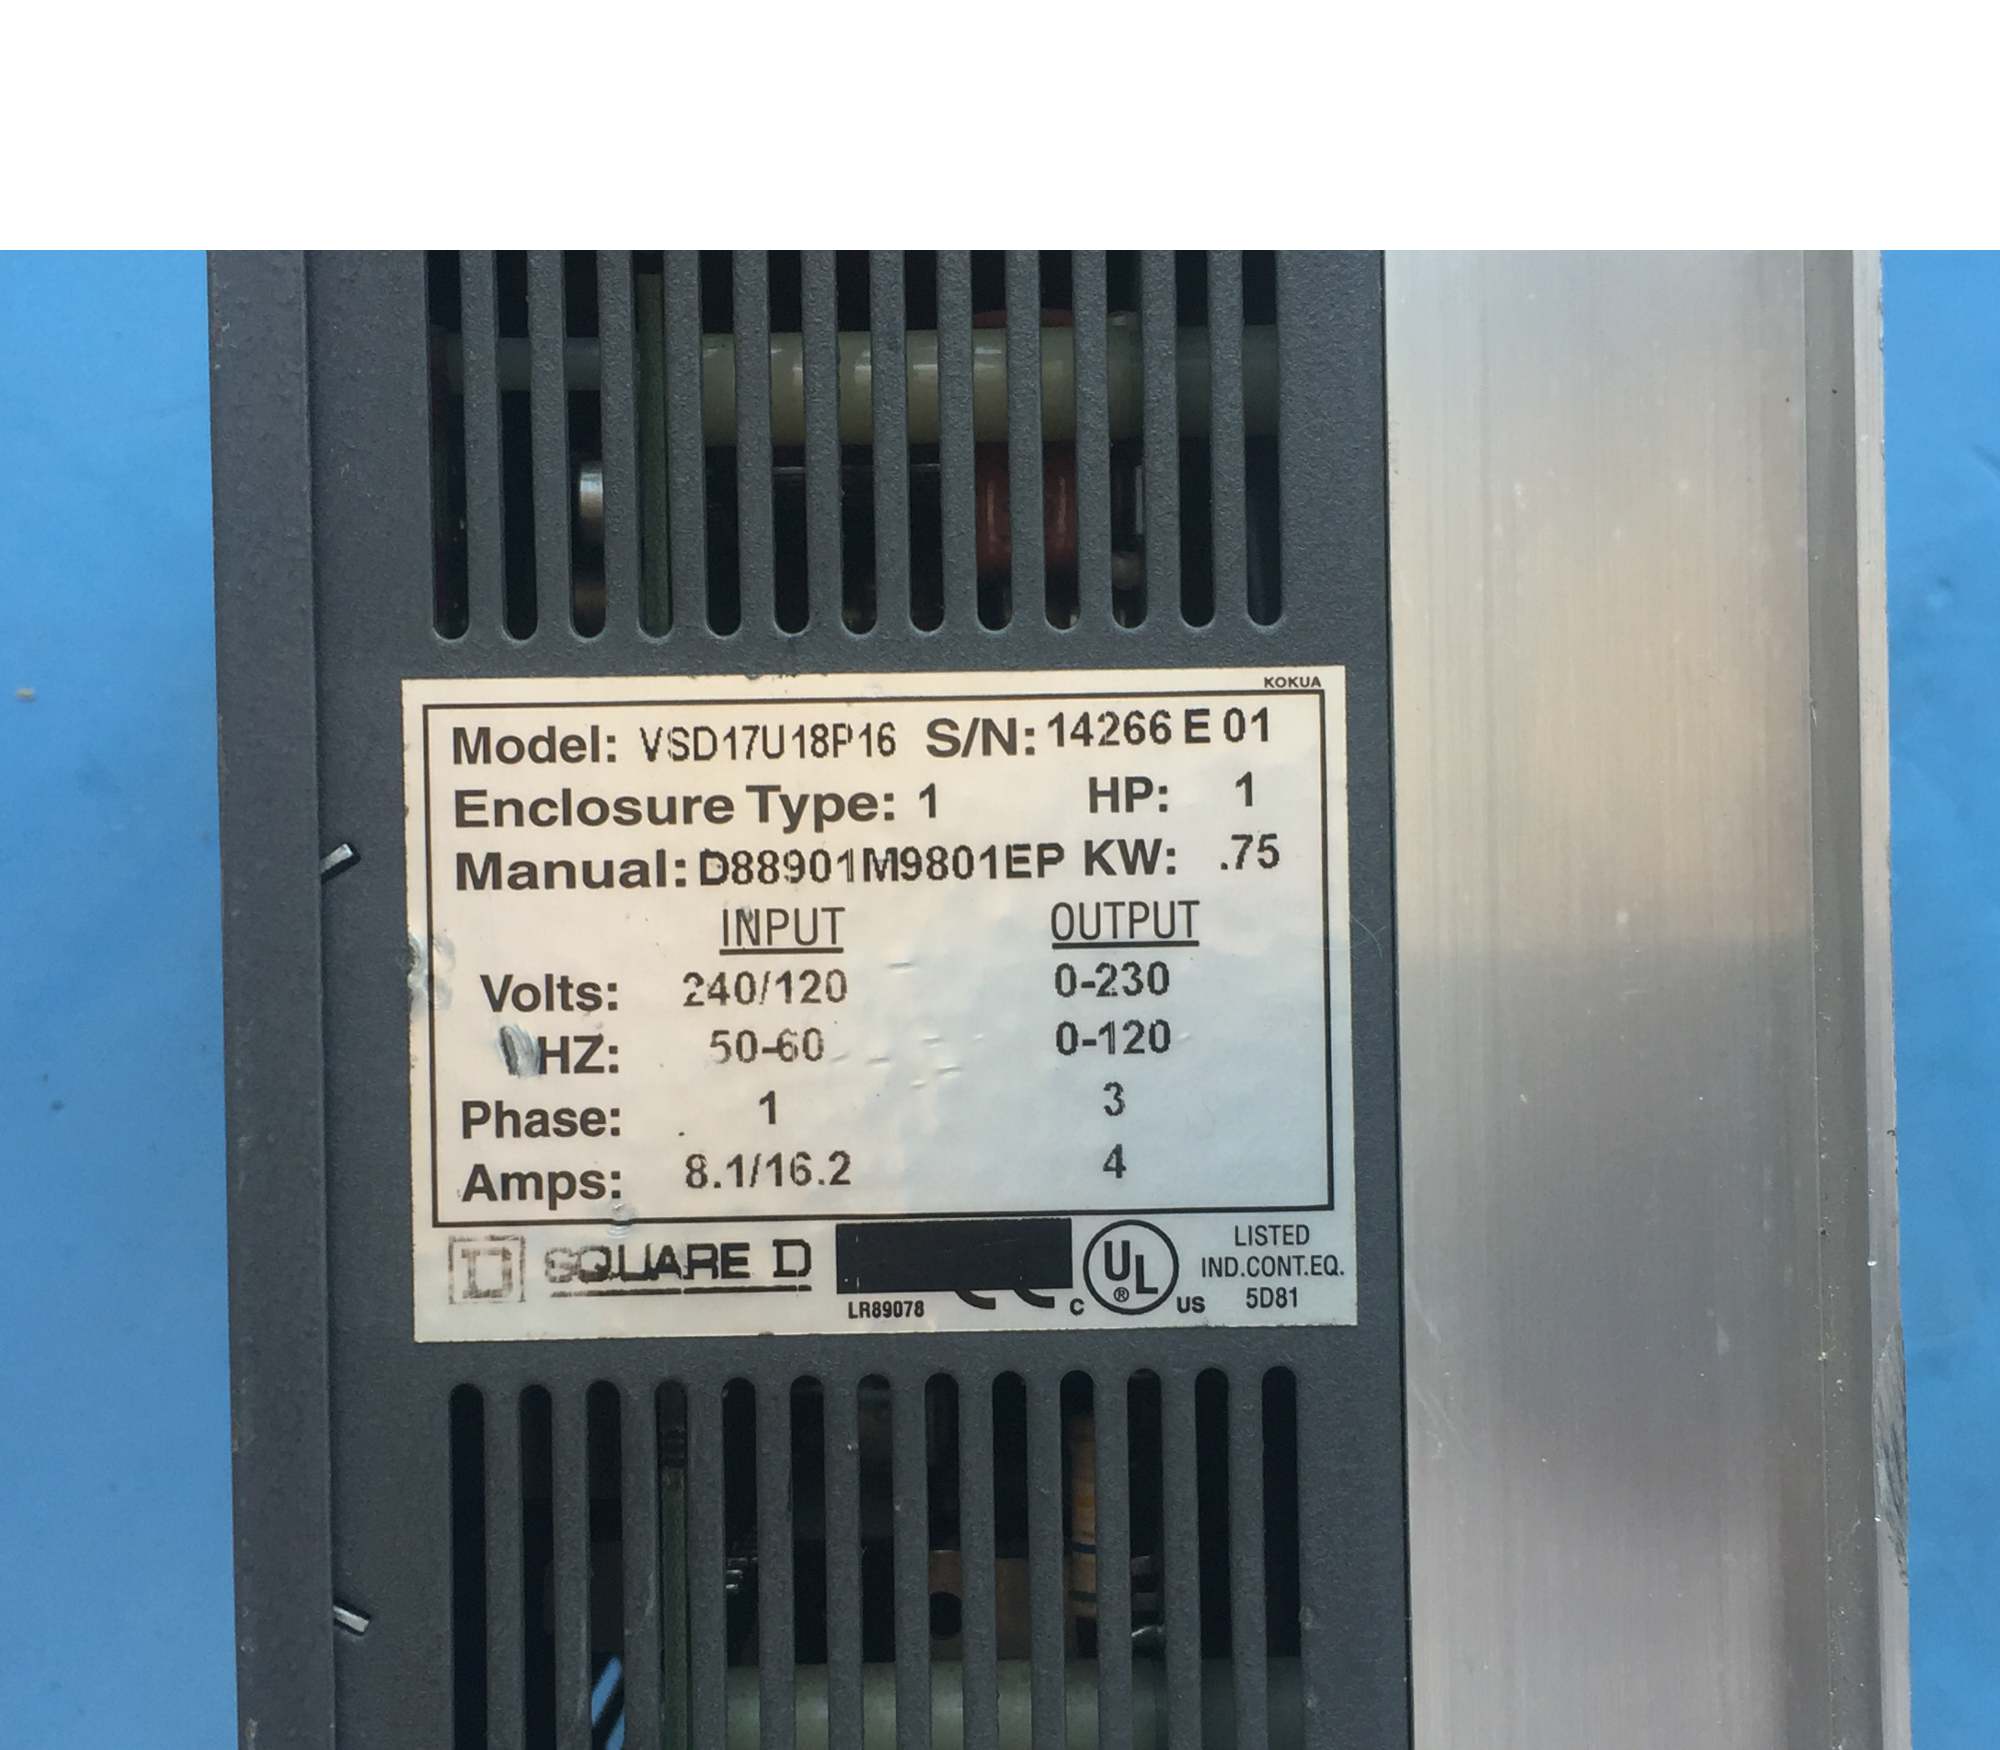 KOKUA
Model: VSD17U18P16 S/N: 14266 E 01
Enclosure Type: 1 HP: 1
Manual: D88901M9801EP KW: .75
INPUT OUTPUT
Volts: 240/120 0-230
HZ: 50-60 0-120
Phase: 1 3
Amps: 8.1/16.2 4
SQUARE D
LR89078
C UL ® US
LISTED
IND.CONT.EQ.
5D81